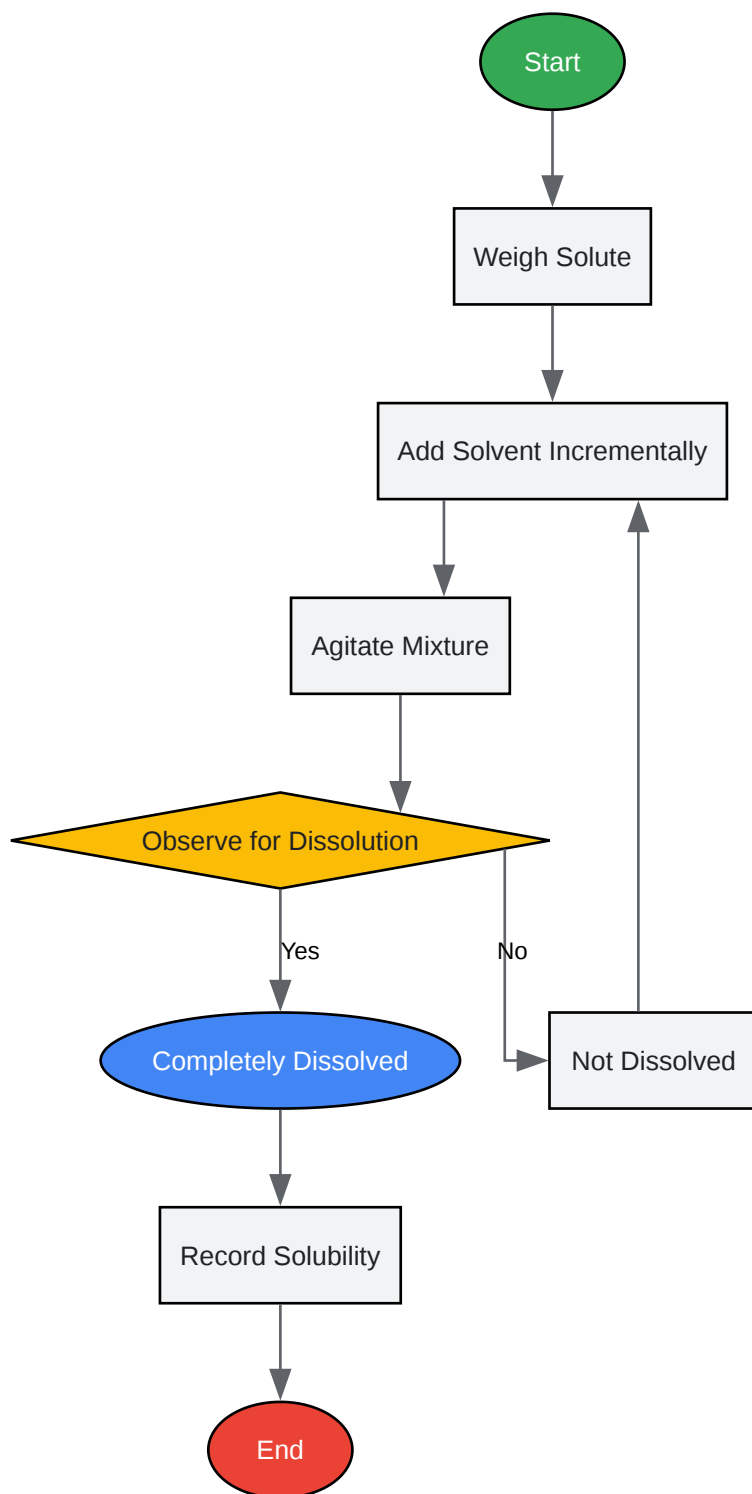 Start
Weigh Solute
Add Solvent Incrementally
Agitate Mixture
Observe for Dissolution
Yes
No
Completely Dissolved
Not Dissolved
Record Solubility
End